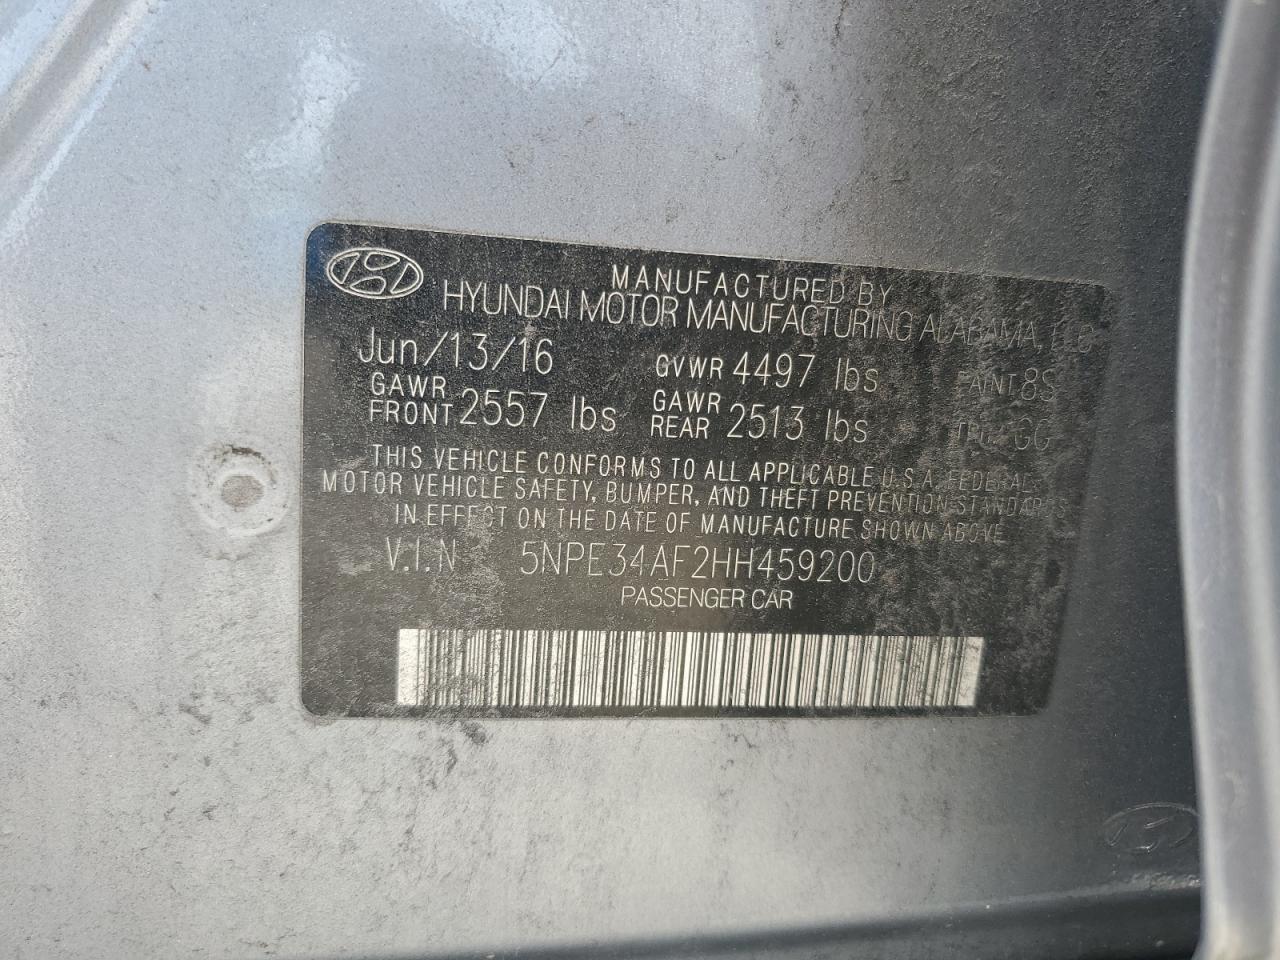 MANUFACTURED BY
HYUNDAI MOTOR MANUFACTURING ALABAMA, LLC
Jun/13/16 GVWR 4497 lbs PAINT 8S
GAWR FRONT 2557 lbs GAWR REAR 2513 lbs
THIS VEHICLE CONFORMS TO ALL APPLICABLE U.S.A. FEDERAL
MOTOR VEHICLE SAFETY, BUMPER, AND THEFT PREVENTION STANDARDS
IN EFFECT ON THE DATE OF MANUFACTURE SHOWN ABOVE
V.I.N 5NPE34AF2HH459200
PASSENGER CAR